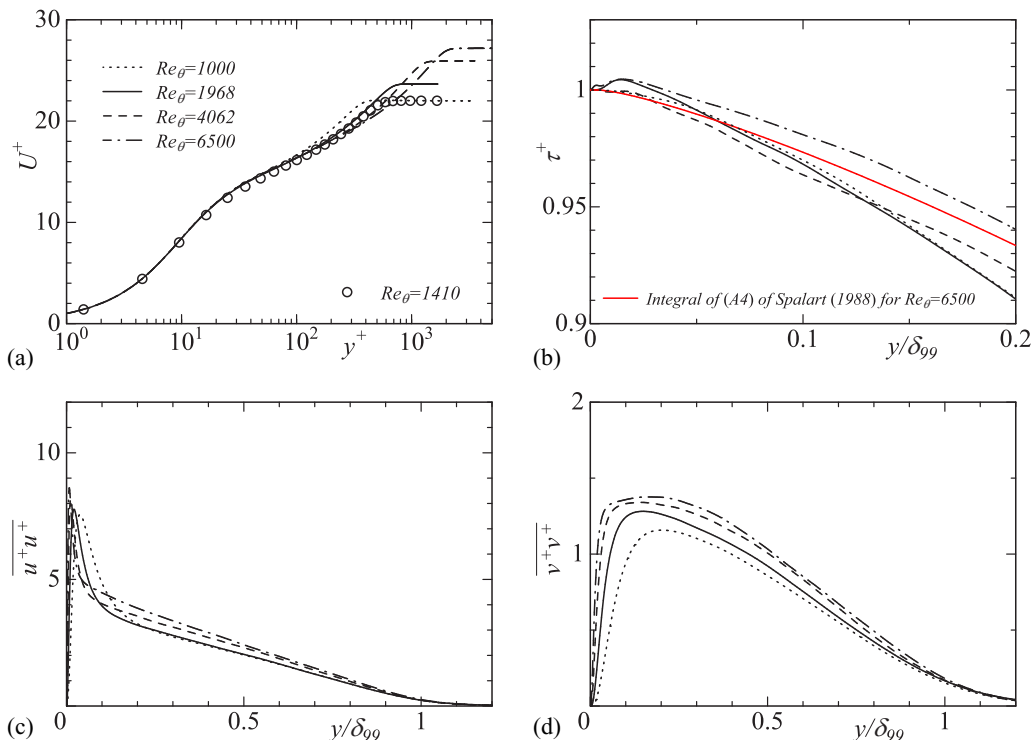 30
20
10
0
U⁺
Reθ=1000
Reθ=1968
Reθ=4062
Reθ=6500
Reθ=1410
10⁰ 10¹ 10² 10³
y⁺
(a)
1
0.95
0.9
τ⁺
Integral of (A4) of Spalart (1988) for Reθ=6500
0 0.1 0.2
y/δ99
(b)
10
5
u⁺u⁺
0 0.5 1
y/δ99
(c)
2
1
v⁺v⁺
0 0.5 1
y/δ99
(d)